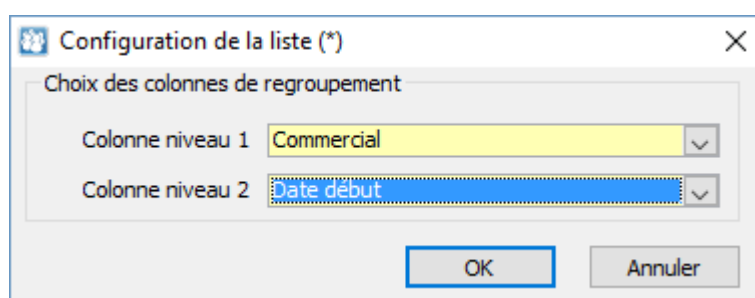 Configuration de la liste (*)
Choix des colonnes de regroupement
Colonne niveau 1 Commercial
Colonne niveau 2 Date début
OK Annuler